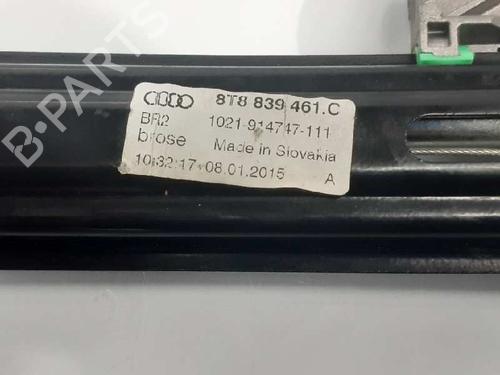 8T8 839 461.C
BR2 1021-914747-111
brose Made in Slovakia
10:32:17 08.01.2015 A
B-PARTS